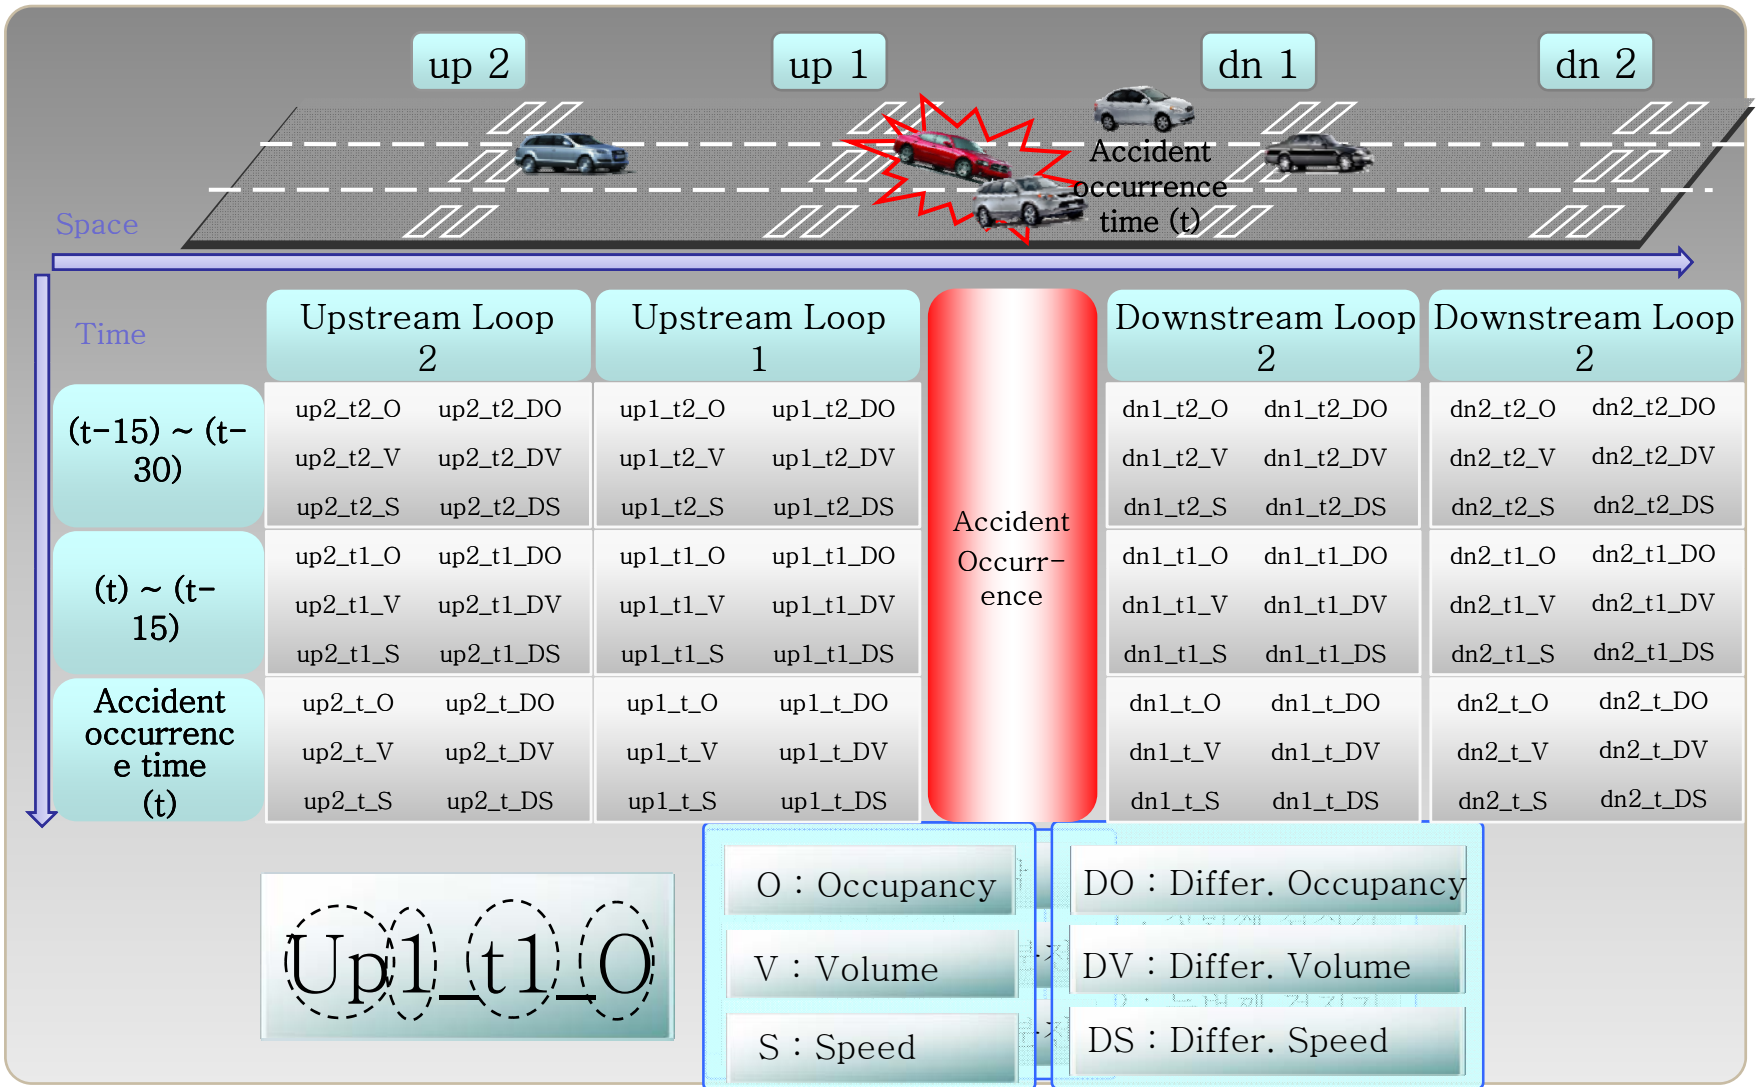 up 2
up 1
dn 1
dn 2
Accident
occurrence
time (t)
Space
Time
Upstream Loop
2
Upstream Loop
1
Downstream Loop
2
Downstream Loop
2
(t-15) ~ (t-
30)
up2_t2_O up2_t2_DO up1_t2_O up1_t2_DO dn1_t2_O dn1_t2_DO dn2_t2_O dn2_t2_DO
up2_t2_V up2_t2_DV up1_t2_V up1_t2_DV dn1_t2_V dn1_t2_DV dn2_t2_V dn2_t2_DV
up2_t2_S up2_t2_DS up1_t2_S up1_t2_DS dn1_t2_S dn1_t2_DS dn2_t2_S dn2_t2_DS
Accident
Occurr-
ence
(t) ~ (t-
15)
up2_t1_O up2_t1_DO up1_t1_O up1_t1_DO dn1_t1_O dn1_t1_DO dn2_t1_O dn2_t1_DO
up2_t1_V up2_t1_DV up1_t1_V up1_t1_DV dn1_t1_V dn1_t1_DV dn2_t1_V dn2_t1_DV
up2_t1_S up2_t1_DS up1_t1_S up1_t1_DS dn1_t1_S dn1_t1_DS dn2_t1_S dn2_t1_DS
Accident
occurrenc
e time
(t)
up2_t_O up2_t_DO up1_t_O up1_t_DO dn1_t_O dn1_t_DO dn2_t_O dn2_t_DO
up2_t_V up2_t_DV up1_t_V up1_t_DV dn1_t_V dn1_t_DV dn2_t_V dn2_t_DV
up2_t_S up2_t_DS up1_t_S up1_t_DS dn1_t_S dn1_t_DS dn2_t_S dn2_t_DS
Up1_t1_O
O : Occupancy
V : Volume
S : Speed
DO : Differ. Occupancy
DV : Differ. Volume
DS : Differ. Speed